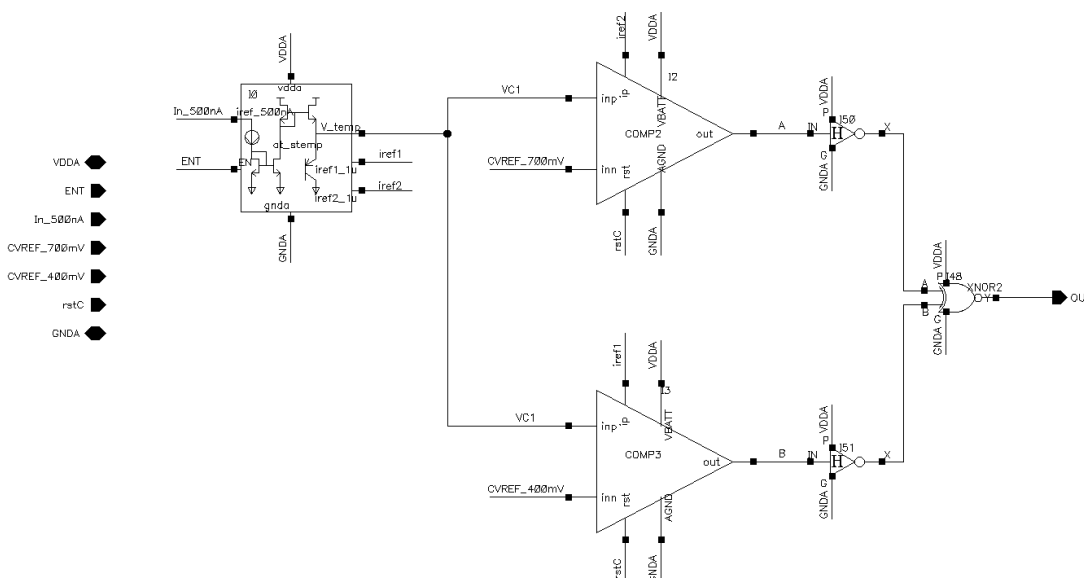 VDDA
ENT
In_500nA
CVREF_700mV
CVREF_400mV
rstC
GNDA
VDDA
vdda
I0
In_500nA
iref_500nA
V_temp
at_stemp
ENT
EN
iref1_1u
iref1
iref2_1u
iref2
gnda
GNDA
VC1
CVREF_700mV
iref2
VDDA
I2
inp
ip
VBATT
COMP2
out
inn
rst
AGND
rstC
GNDA
A
VDDA
P
IN
H
I50
X
G
GNDA
VC1
CVREF_400mV
iref1
VDDA
I3
inp
ip
VBATT
COMP3
out
inn
rst
AGND
rstC
GNDA
B
VDDA
P
IN
H
I51
X
G
GNDA
VDDA
P
I48
A
XNOR2
B
Y
G
GNDA
OU